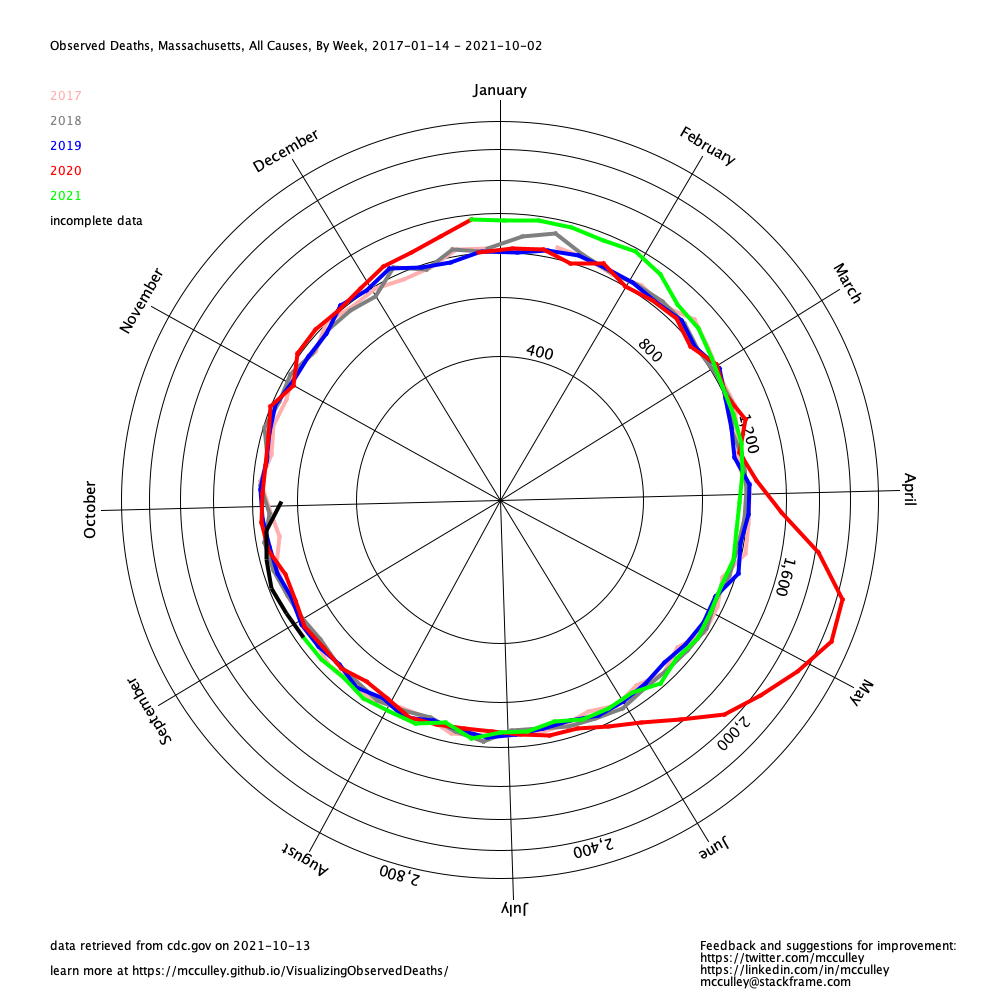 Observed Deaths, Massachusetts, All Causes, By Week, 2017-01-14 - 2021-10-02
2017
2018
2019
2020
2021
incomplete data
January
February
March
April
May
June
July
August
September
October
November
December
400
800
1,200
1,600
2,000
2,400
2,800
data retrieved from cdc.gov on 2021-10-13
learn more at https://mcculley.github.io/VisualizingObservedDeaths/
Feedback and suggestions for improvement:
https://twitter.com/mcculley
https://linkedin.com/in/mcculley
mcculley@stackframe.com